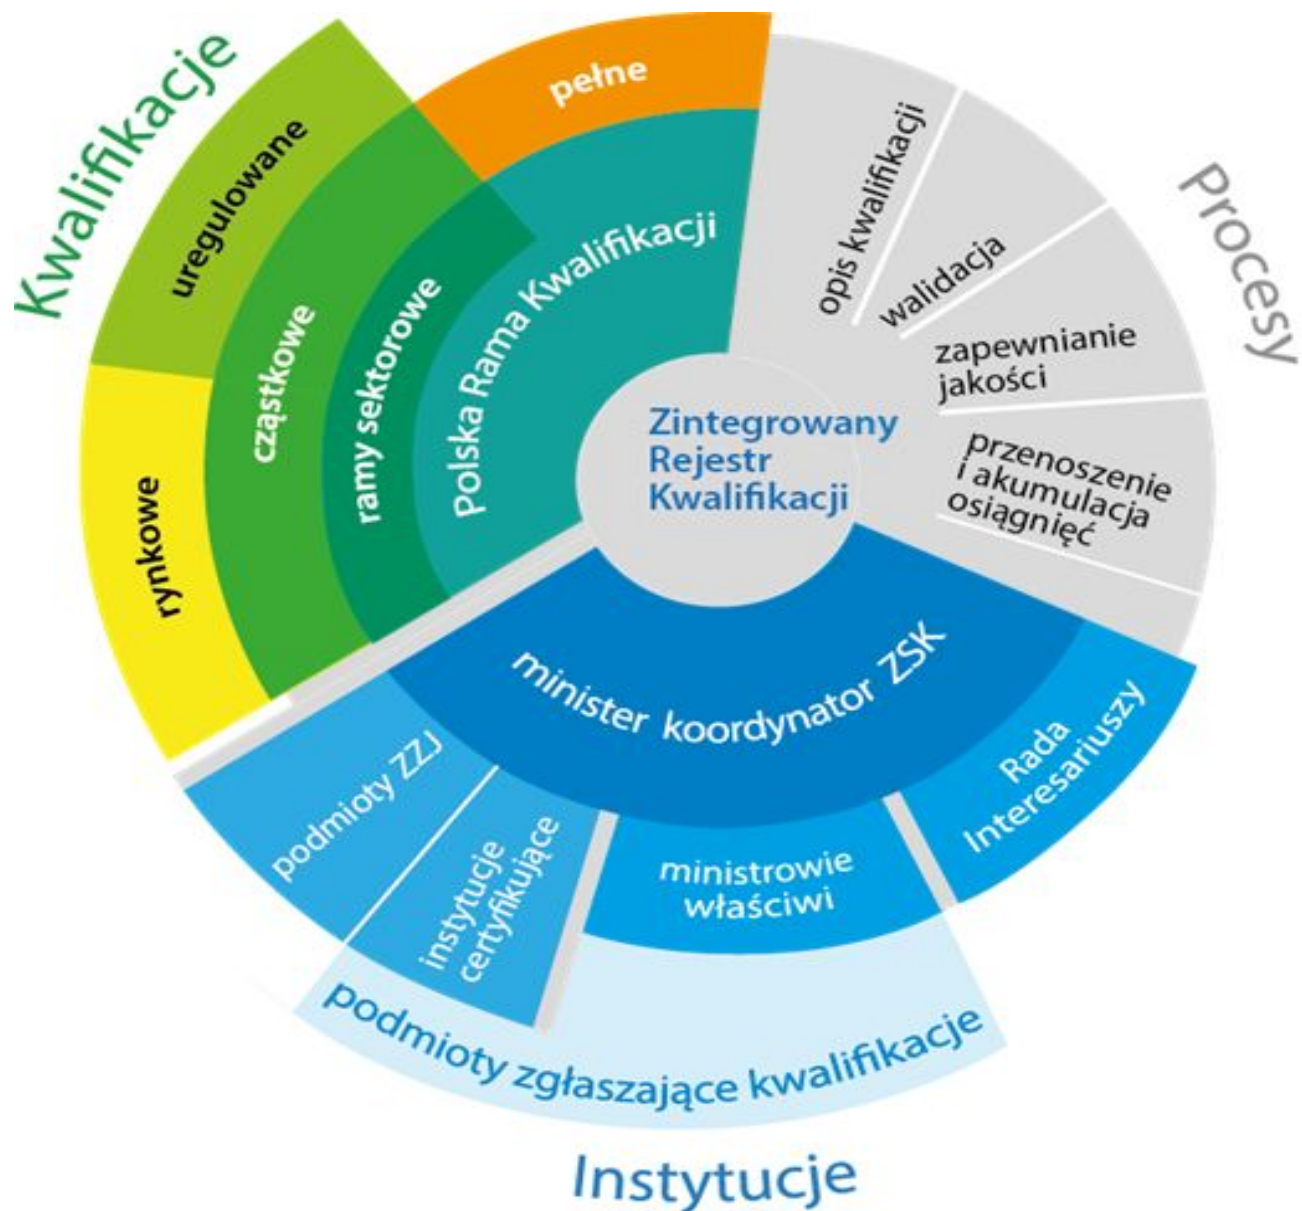 Kwalifikacje
uregulowane
rynkowe
cząstkowe
pełne
ramy sektorowe
Polska Rama Kwalifikacji
Zintegrowany
Rejestr
Kwalifikacji
Procesy
opis kwalifikacji
walidacja
zapewnianie
jakości
przenoszenie
i akumulacja
osiągnięć
minister koordynator ZSK
podmioty ZZJ
instytucje
certyfikujące
ministrowie
właściwi
Rada
Interesariuszy
podmioty zgłaszające kwalifikacje
Instytucje